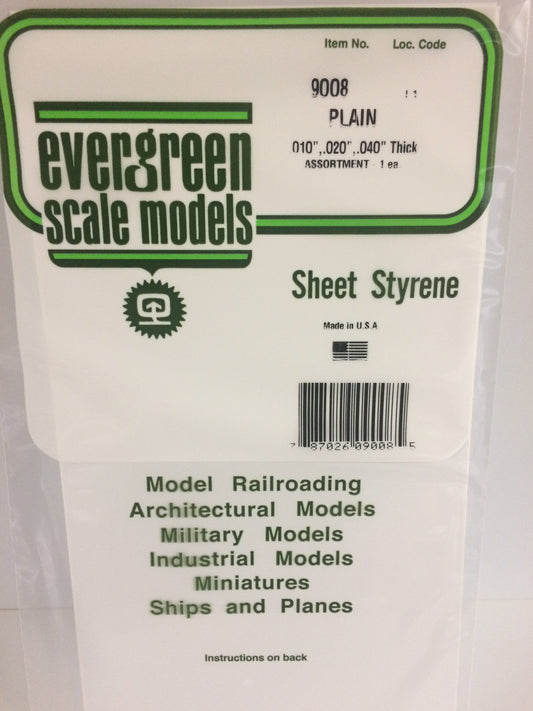 Item No. Loc. Code
9008 11
PLAIN
.010",.020",.040" Thick
ASSORTMENT - 1 ea.
evergreen
scale models
Sheet Styrene
Made in U.S.A
7 87026 09008 5
Model Railroading
Architectural Models
Military Models
Industrial Models
Miniatures
Ships and Planes
Instructions on back